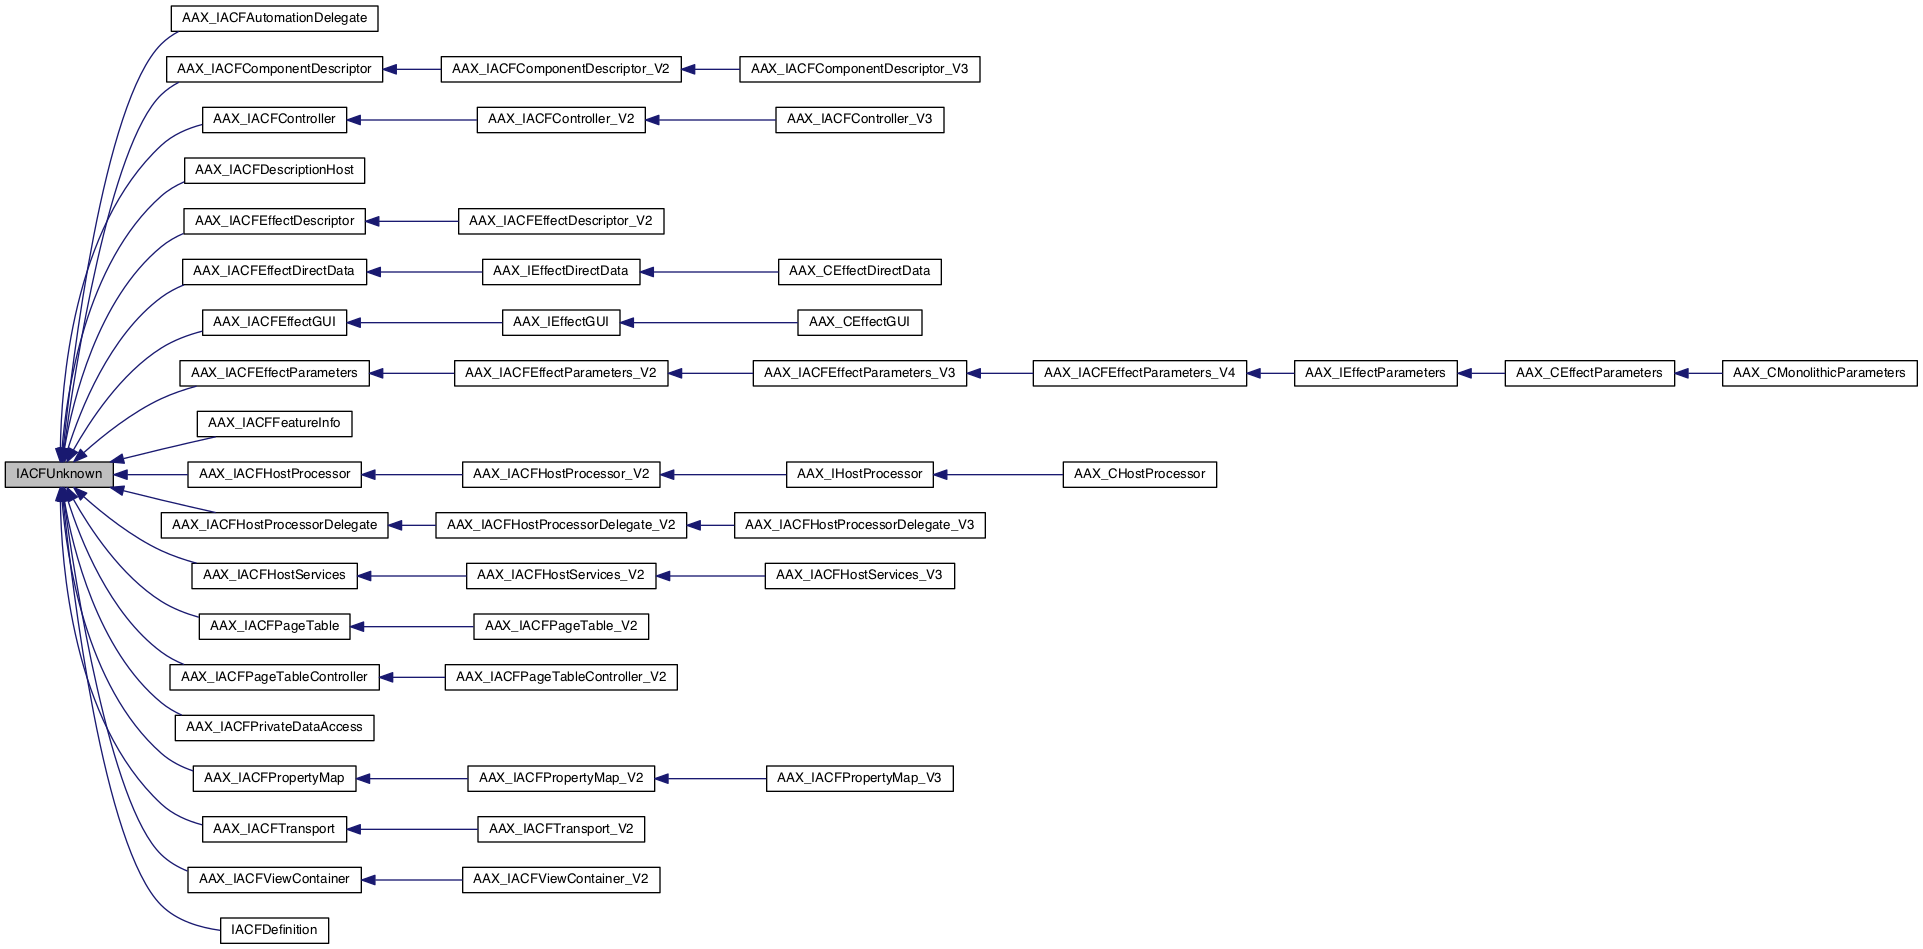 AAX_IACFAutomationDelegate
AAX_IACFComponentDescriptor AAX_IACFComponentDescriptor_V2 AAX_IACFComponentDescriptor_V3
AAX_IACFController AAX_IACFController_V2 AAX_IACFController_V3
AAX_IACFDescriptionHost
AAX_IACFEffectDescriptor AAX_IACFEffectDescriptor_V2
AAX_IACFEffectDirectData AAX_IEffectDirectData AAX_CEffectDirectData
AAX_IACFEffectGUI AAX_IEffectGUI AAX_CEffectGUI
AAX_IACFEffectParameters AAX_IACFEffectParameters_V2 AAX_IACFEffectParameters_V3 AAX_IACFEffectParameters_V4 AAX_IEffectParameters AAX_CEffectParameters AAX_CMonolithicParameters
AAX_IACFFeatureInfo
IACFUnknown AAX_IACFHostProcessor AAX_IACFHostProcessor_V2 AAX_IHostProcessor AAX_CHostProcessor
AAX_IACFHostProcessorDelegate AAX_IACFHostProcessorDelegate_V2 AAX_IACFHostProcessorDelegate_V3
AAX_IACFHostServices AAX_IACFHostServices_V2 AAX_IACFHostServices_V3
AAX_IACFPageTable AAX_IACFPageTable_V2
AAX_IACFPageTableController AAX_IACFPageTableController_V2
AAX_IACFPrivateDataAccess
AAX_IACFPropertyMap AAX_IACFPropertyMap_V2 AAX_IACFPropertyMap_V3
AAX_IACFTransport AAX_IACFTransport_V2
AAX_IACFViewContainer AAX_IACFViewContainer_V2
IACFDefinition